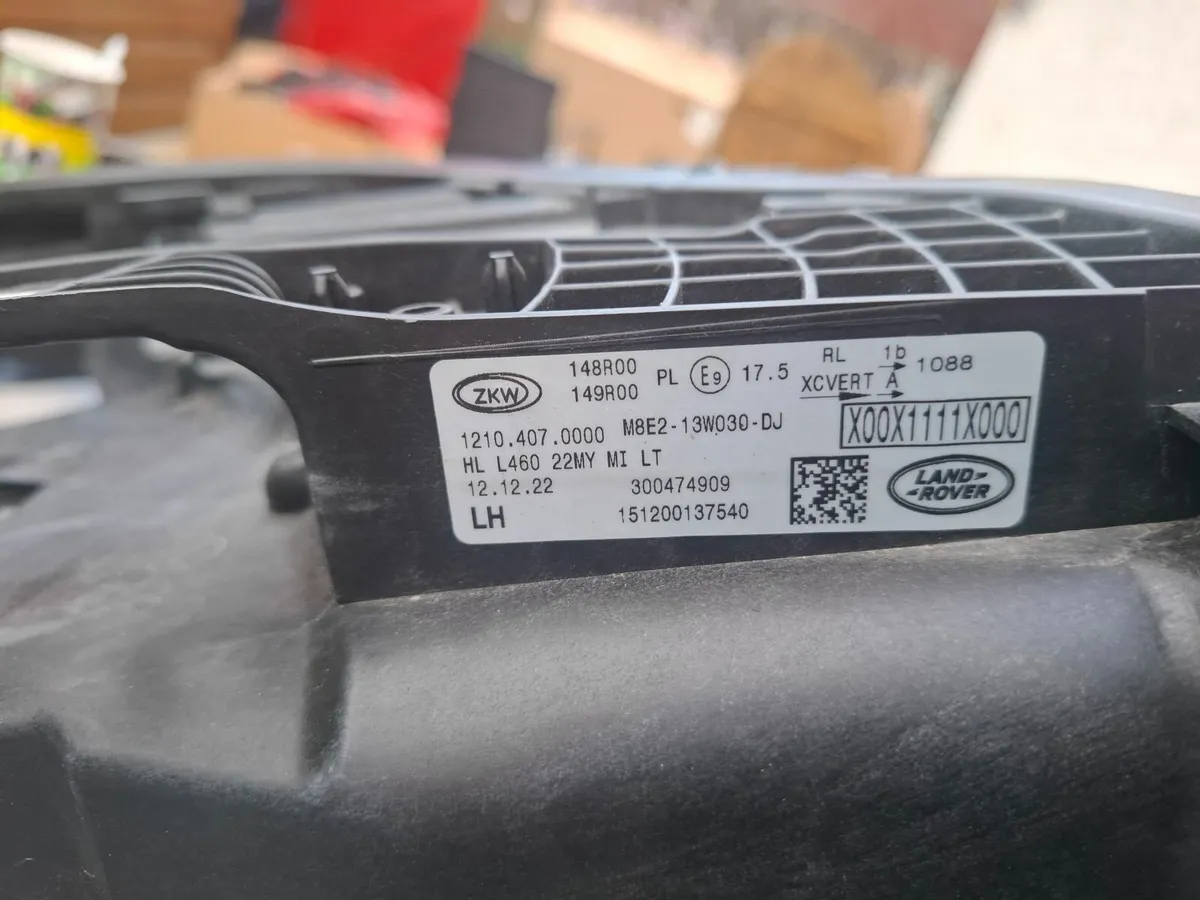 ZKW
148R00
149R00
PL E9 17.5
RL 1b 1088
XCVERT A
1210.407.0000 M8E2-13W030-DJ
X00X1111X000
HL L460 22MY MI LT
12.12.22 300474909
LH 151200137540
LAND-
-ROVER